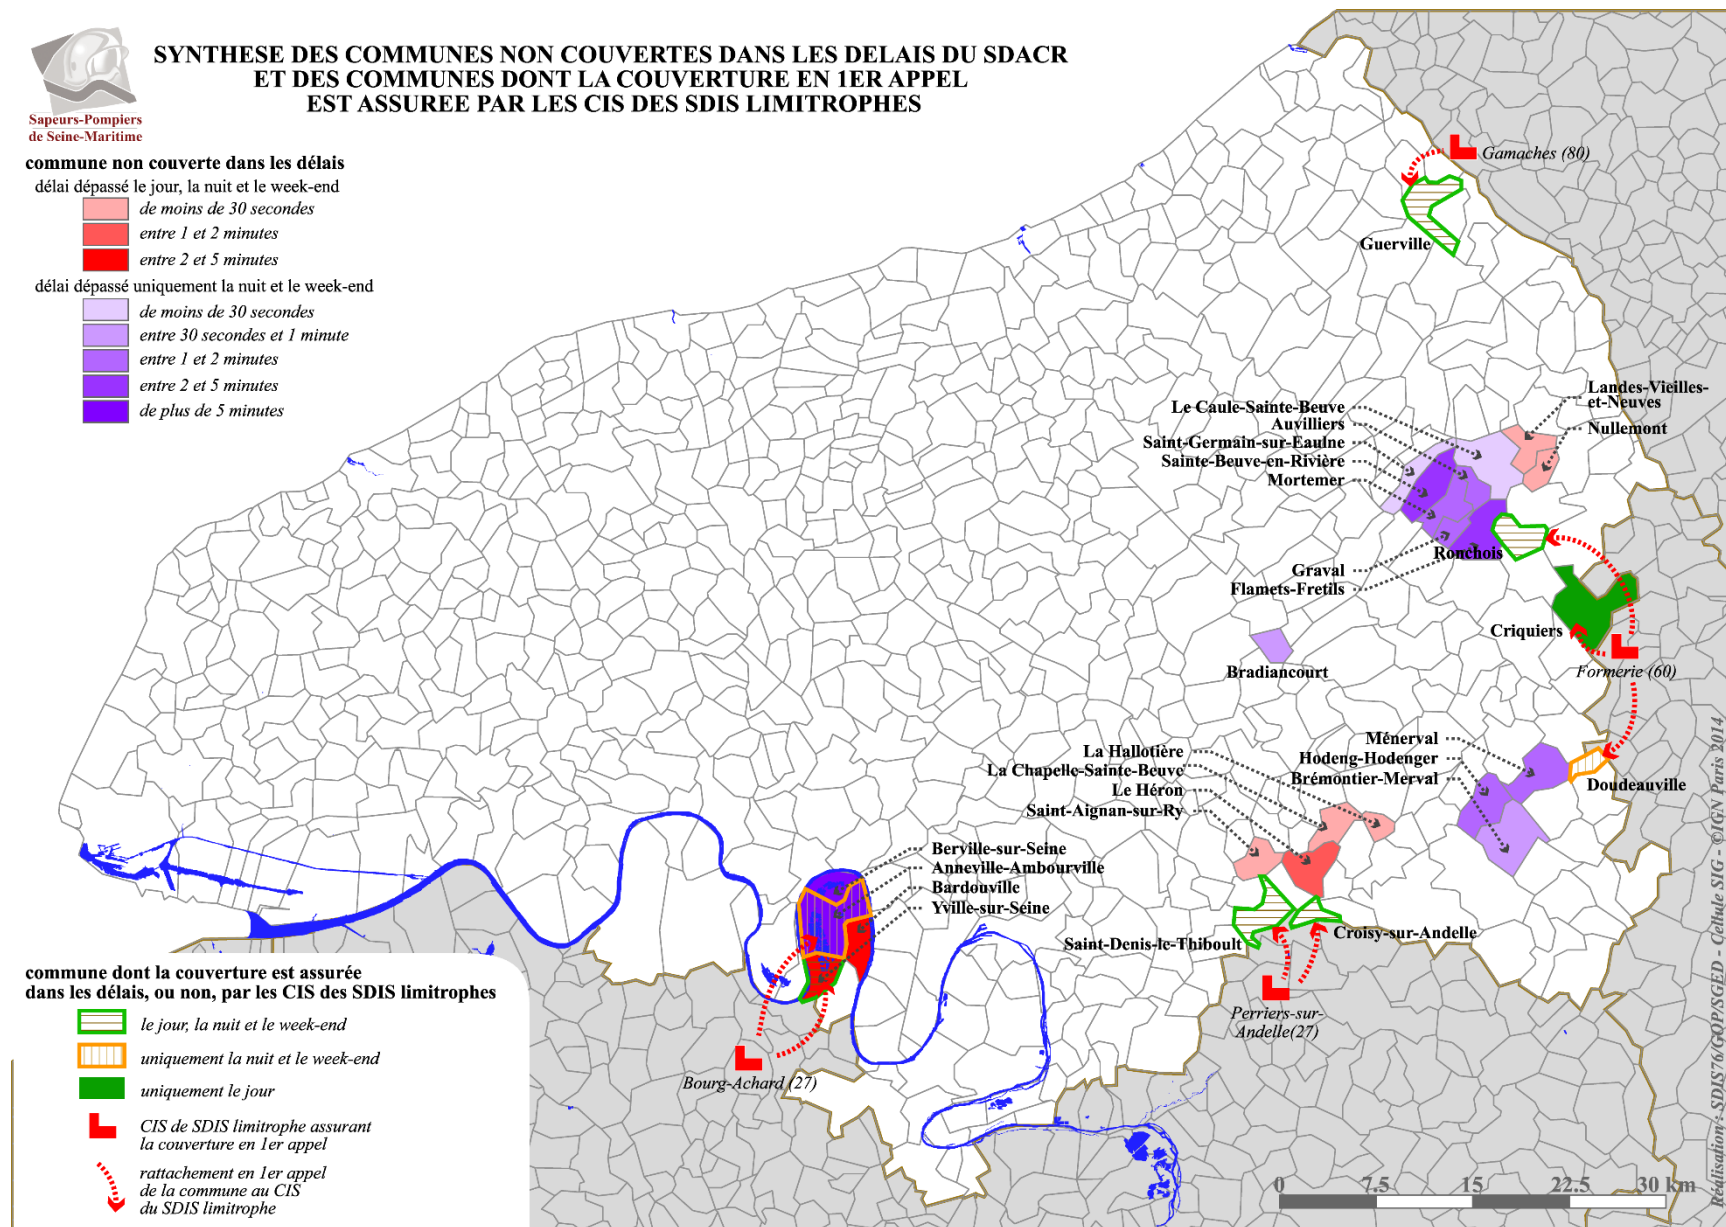 SYNTHESE DES COMMUNES NON COUVERTES DANS LES DELAIS DU SDACR
ET DES COMMUNES DONT LA COUVERTURE EN 1ER APPEL
EST ASSUREE PAR LES CIS DES SDIS LIMITROPHES
Sapeurs-Pompiers
de Seine-Maritime
commune non couverte dans les délais
délai dépassé le jour, la nuit et le week-end
de moins de 30 secondes
entre 1 et 2 minutes
entre 2 et 5 minutes
délai dépassé uniquement la nuit et le week-end
de moins de 30 secondes
entre 30 secondes et 1 minute
entre 1 et 2 minutes
entre 2 et 5 minutes
de plus de 5 minutes
Gamaches (80)
Guerville
Landes-Vieilles-
et-Neuves
Nullemont
Le Caule-Sainte-Beuve
Auvilliers
Saint-Germain-sur-Eaulne
Sainte-Beuve-en-Rivière
Mortemer
Ronchois
Graval
Flamets-Fretils
Criquiers
Formerie (60)
Bradiancourt
Ménerval
Hodeng-Hodenger
Brémontier-Merval
Doudeauville
La Hallotière
La Chapelle-Sainte-Beuve
Le Héron
Saint-Aignan-sur-Ry
Berville-sur-Seine
Anneville-Ambourville
Bardouville
Yville-sur-Seine
Saint-Denis-le-Thiboult
Croisy-sur-Andelle
Perriers-sur-
Andelle(27)
Bourg-Achard (27)
commune dont la couverture est assurée
dans les délais, ou non, par les CIS des SDIS limitrophes
le jour, la nuit et le week-end
uniquement la nuit et le week-end
uniquement le jour
CIS de SDIS limitrophe assurant
la couverture en 1er appel
rattachement en 1er appel
de la commune au CIS
du SDIS limitrophe
0 7.5 15 22.5 30 km
Réalisation : SDIS76/GOP/SGED - Cellule SIG - ©IGN Paris 2014